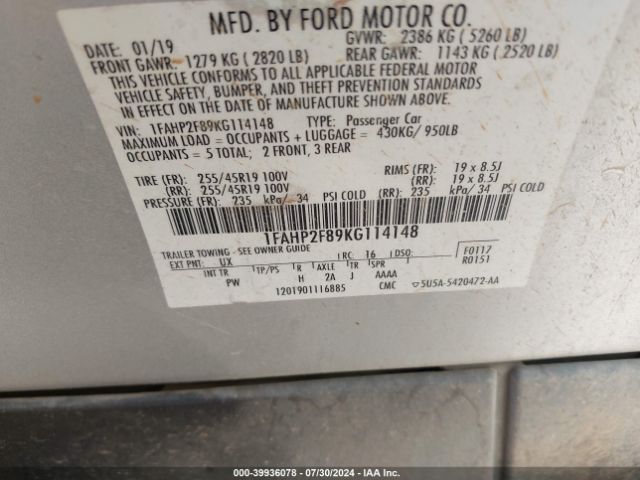 MFD. BY FORD MOTOR CO.
DATE: 01/19 GVWR: 2386 KG ( 5260 LB)
FRONT GAWR: 1279 KG ( 2820 LB) REAR GAWR: 1143 KG ( 2520 LB)
THIS VEHICLE CONFORMS TO ALL APPLICABLE FEDERAL MOTOR
VEHICLE SAFETY, BUMPER, AND THEFT PREVENTION STANDARDS
IN EFFECT ON THE DATE OF MANUFACTURE SHOWN ABOVE.
VIN: 1FAHP2F89KG114148 TYPE: Passenger Car
MAXIMUM LOAD = OCCUPANTS + LUGGAGE = 430KG/ 950LB
OCCUPANTS = 5 TOTAL; 2 FRONT, 3 REAR
TIRE (FR): 255/45R19 100V RIMS (FR): 19 x 8.5J
(RR): 255/45R19 100V (RR): 19 x 8.5J
PRESSURE (FR): 235 kPa/ 34 PSI COLD (RR): 235 kPa/ 34 PSI COLD
1FAHP2F89KG114148
TRAILER TOWING - SEE OWNER GUIDE
EXT PNT: UX RC: 16 DSO: F0117
R0151
INT TR TP/PS R AXLE TR SPR
PW H 2A J AAAA
1201901116885 CMC 5U5A-5420472-AA
000-39936078 - 07/30/2024 - IAA Inc.